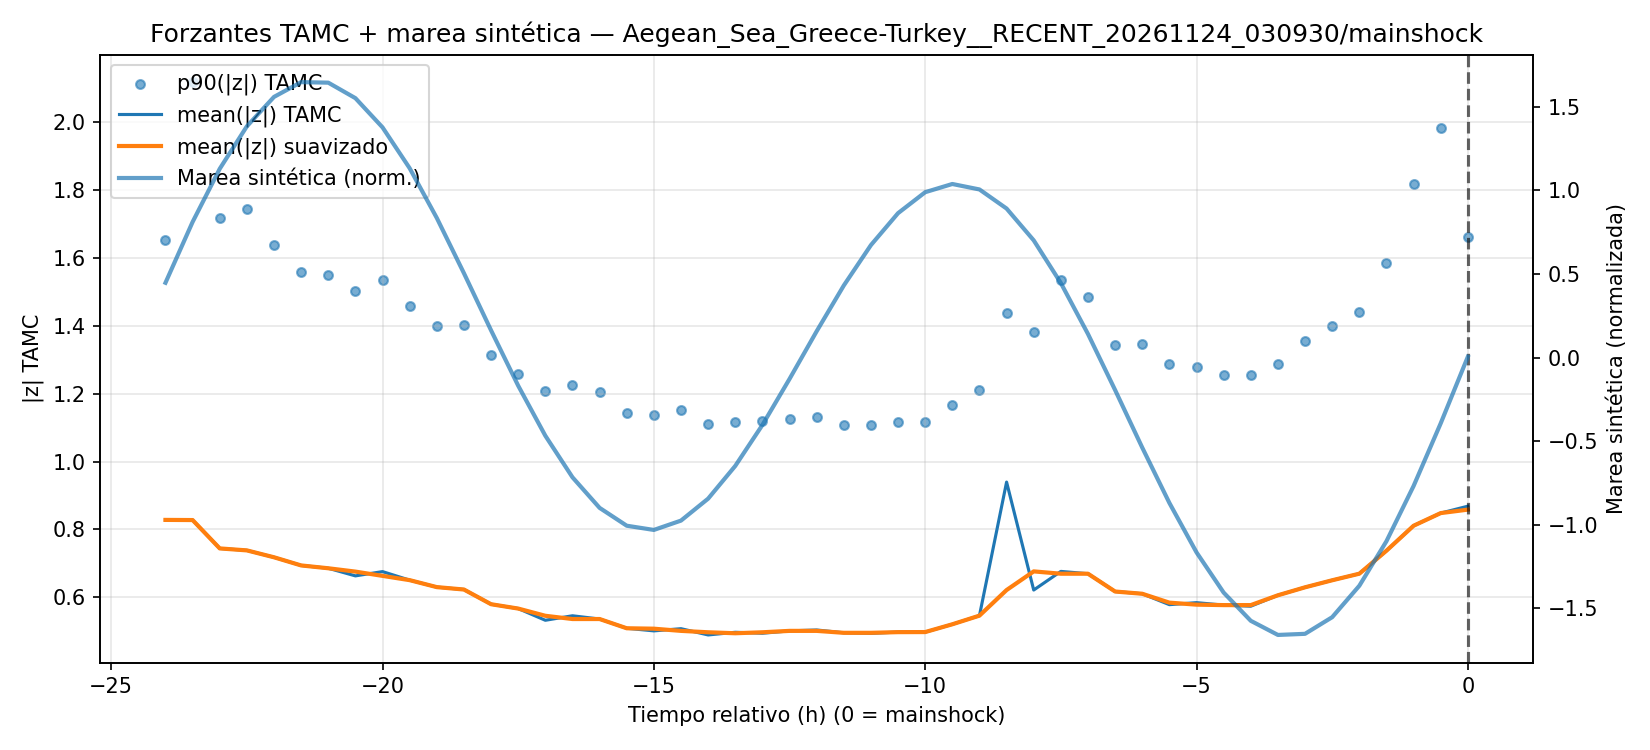 Forzantes TAMC + marea sintética — Aegean_Sea_Greece-Turkey__RECENT_20261124_030930/mainshock
p90(|z|) TAMC
mean(|z|) TAMC
mean(|z|) suavizado
Marea sintética (norm.)
|z| TAMC
2.0
1.8
1.6
1.4
1.2
1.0
0.8
0.6
1.5
1.0
0.5
0.0
−0.5
−1.0
−1.5
Marea sintética (normalizada)
−25
−20
−15
−10
−5
0
Tiempo relativo (h) (0 = mainshock)